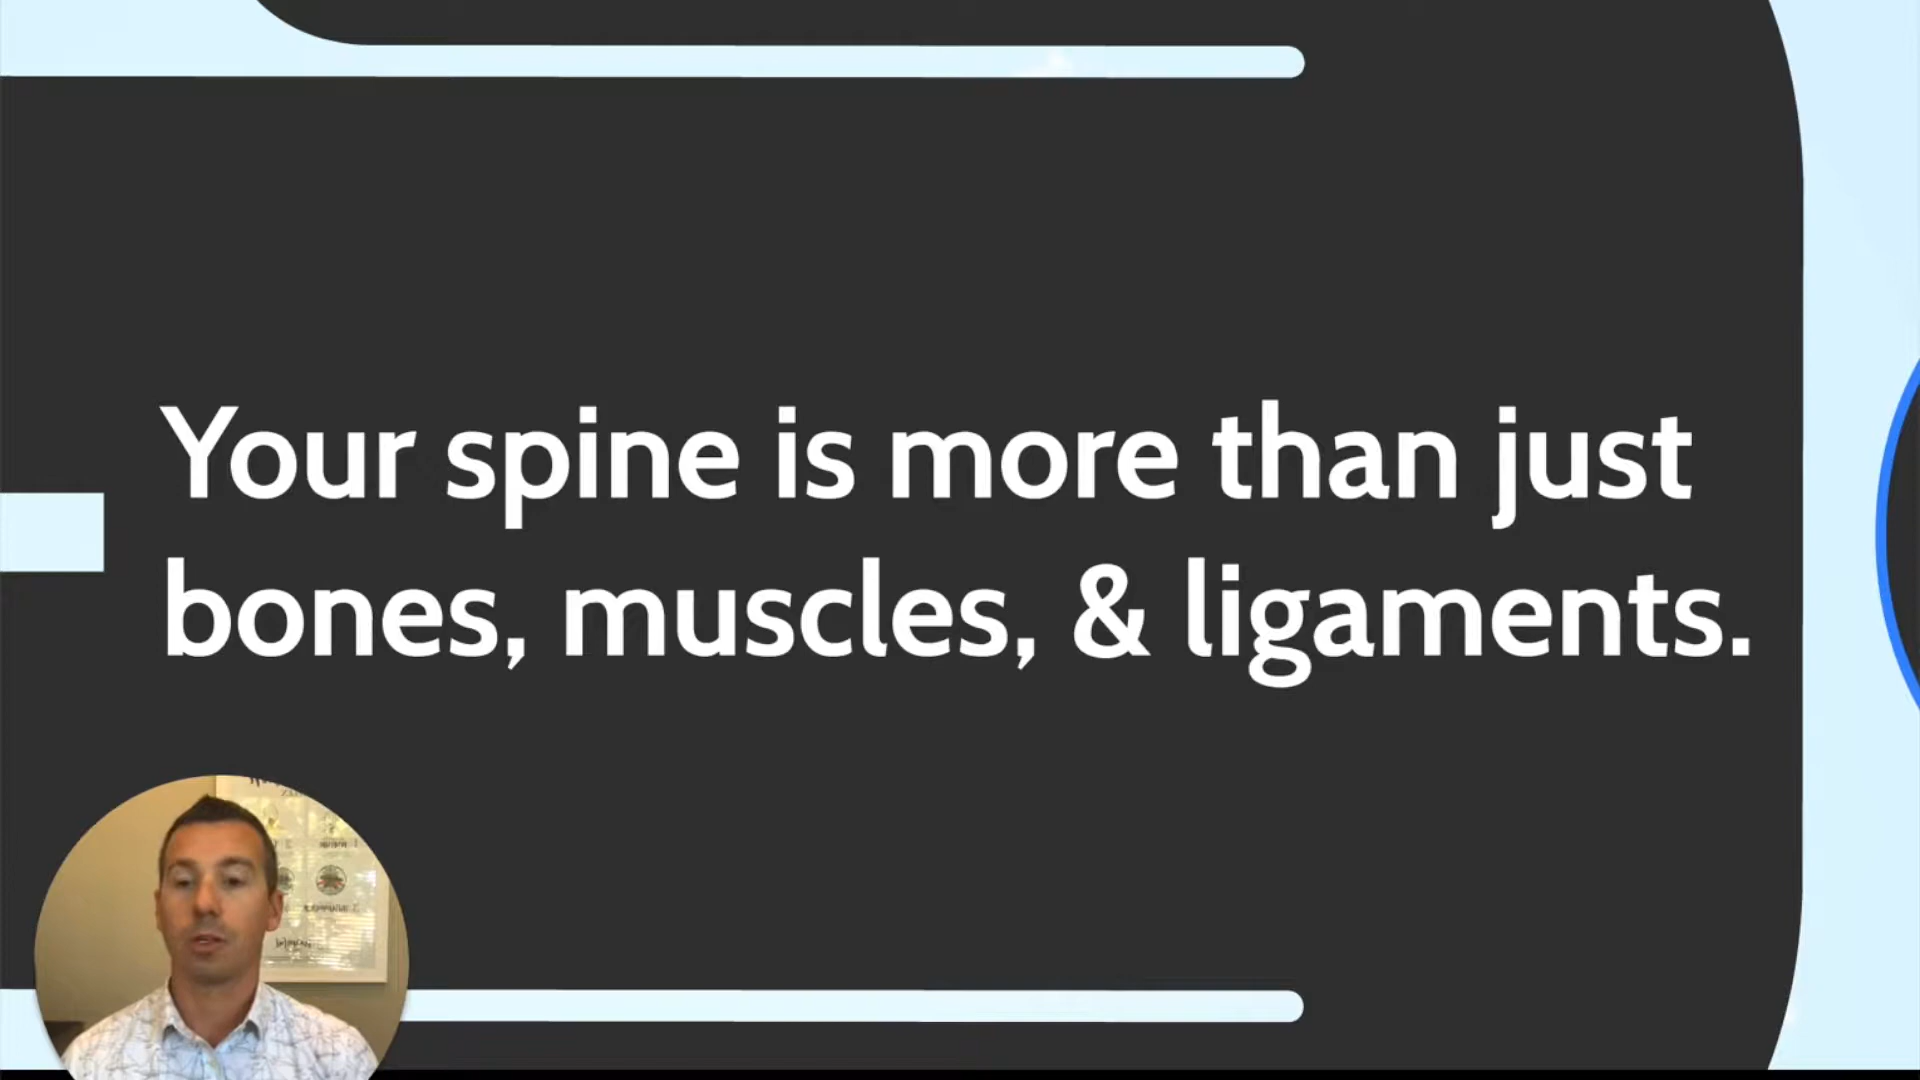 Your spine is more than just
bones, muscles, & ligaments.